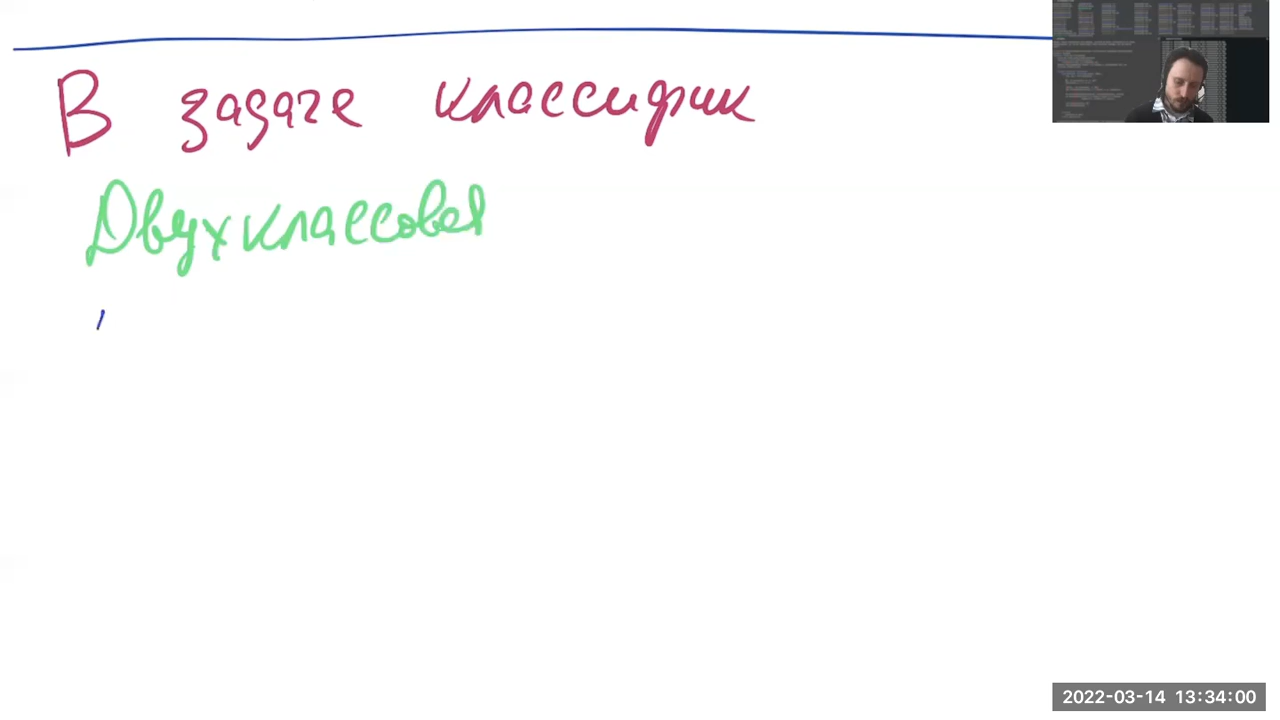 В задаче классифик
Двухклассовая
2022-03-14 13:34:00